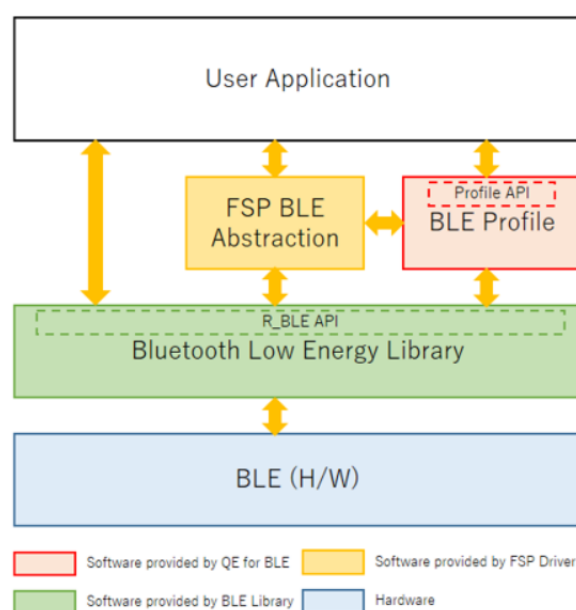 User Application
FSP BLE
Abstraction
Profile API
BLE Profile
R_BLE API
Bluetooth Low Energy Library
BLE (H/W)
Software provided by QE for BLE
Software provided by FSP Driver
Software provided by BLE Library
Hardware